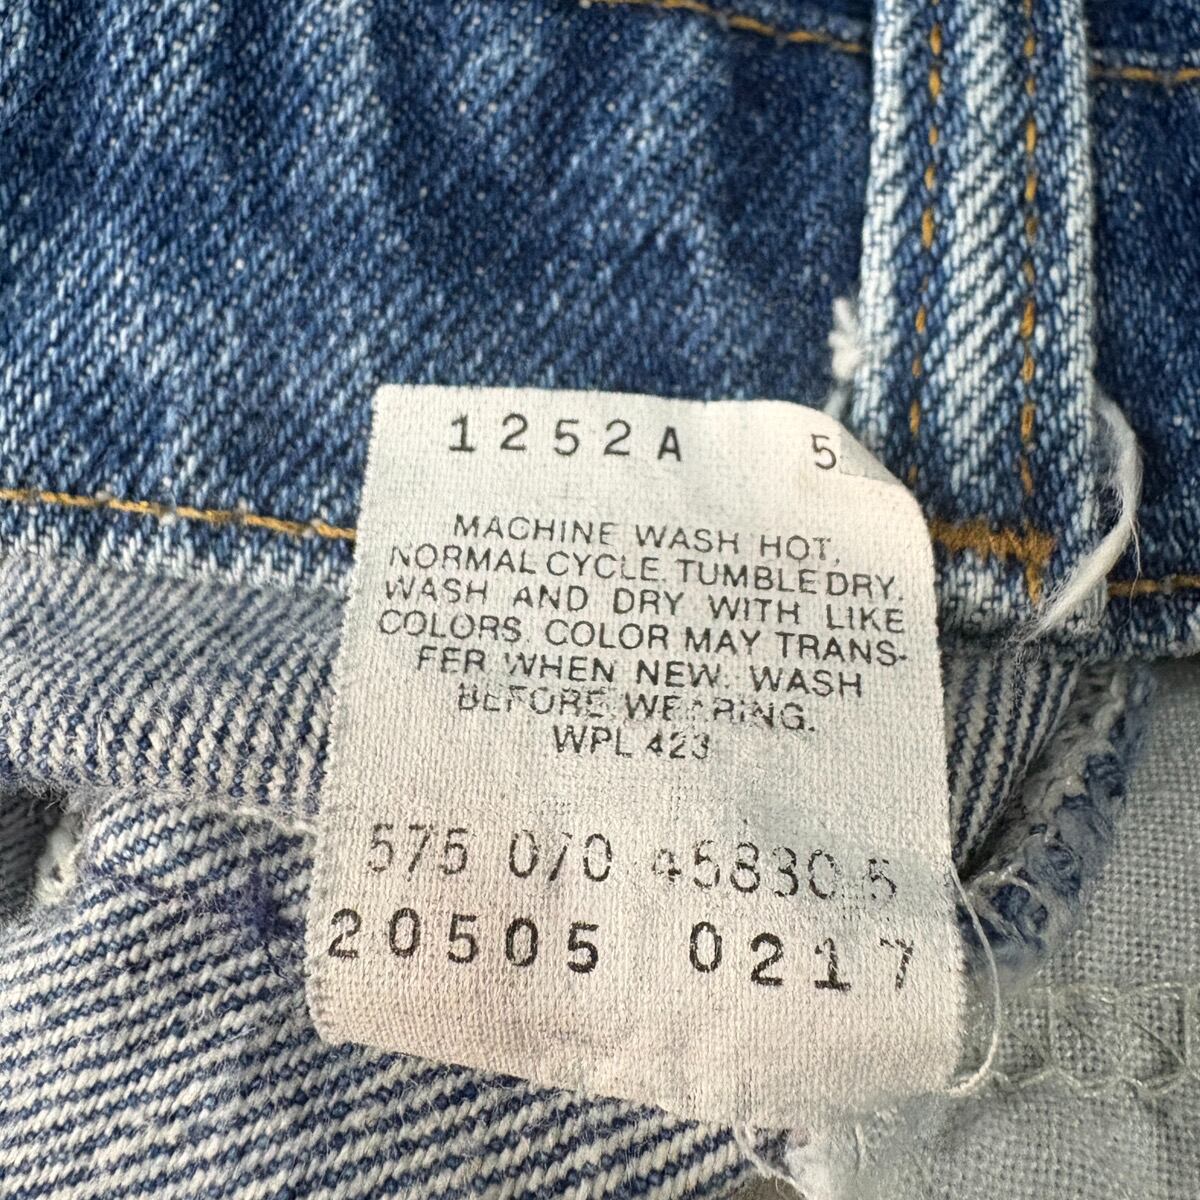 1252A 5
MACHINE WASH HOT,
NORMAL CYCLE. TUMBLE DRY.
WASH AND DRY WITH LIKE
COLORS. COLOR MAY TRANS-
FER WHEN NEW. WASH
BEFORE WEARING.
WPL 423
575 070 45830 5
20505 0217